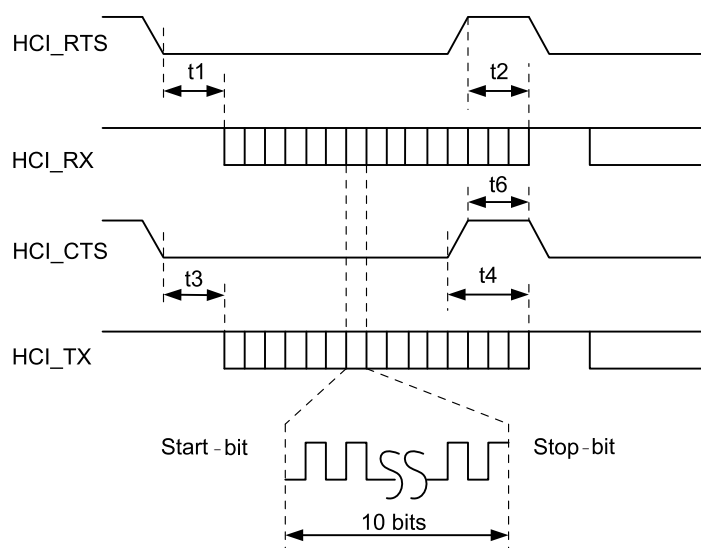 HCI_RTS
t1
t2
HCI_RX
t6
HCI_CTS
t3
t4
HCI_TX
Start-bit
Stop-bit
10 bits